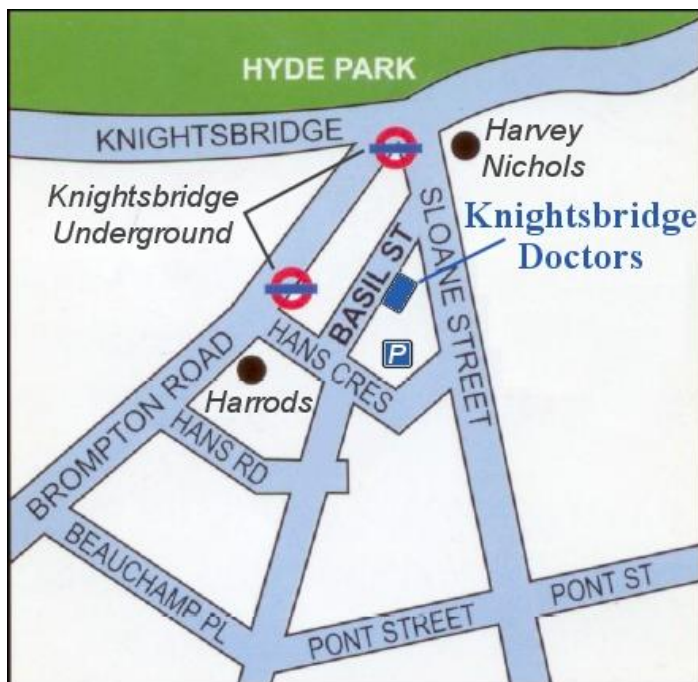 HYDE PARK
KNIGHTSBRIDGE
Harvey
Nichols
Knightsbridge
Underground
SLOANE STREET
Knightsbridge
Doctors
BASIL ST
P
HANS CRES
BROMPTON ROAD
Harrods
HANS RD
BEAUCHAMP PL
PONT STREET
PONT ST